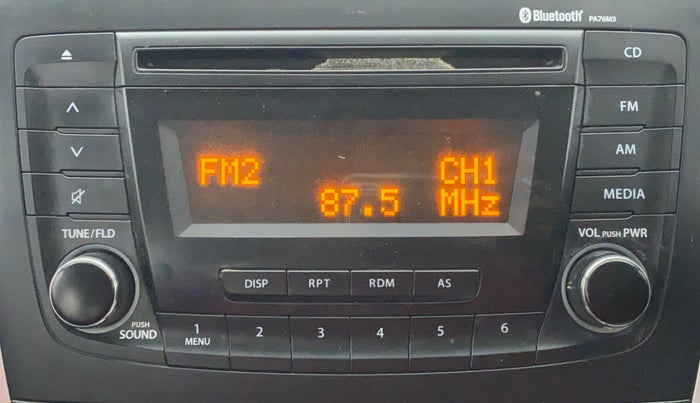 Bluetooth® PA76M3
CD
FM
AM
MEDIA
FM2 CH1
87.5 MHz
TUNE/FLD
VOL PUSH PWR
DISP RPT RDM AS
PUSH SOUND
1 MENU 2 3 4 5 6